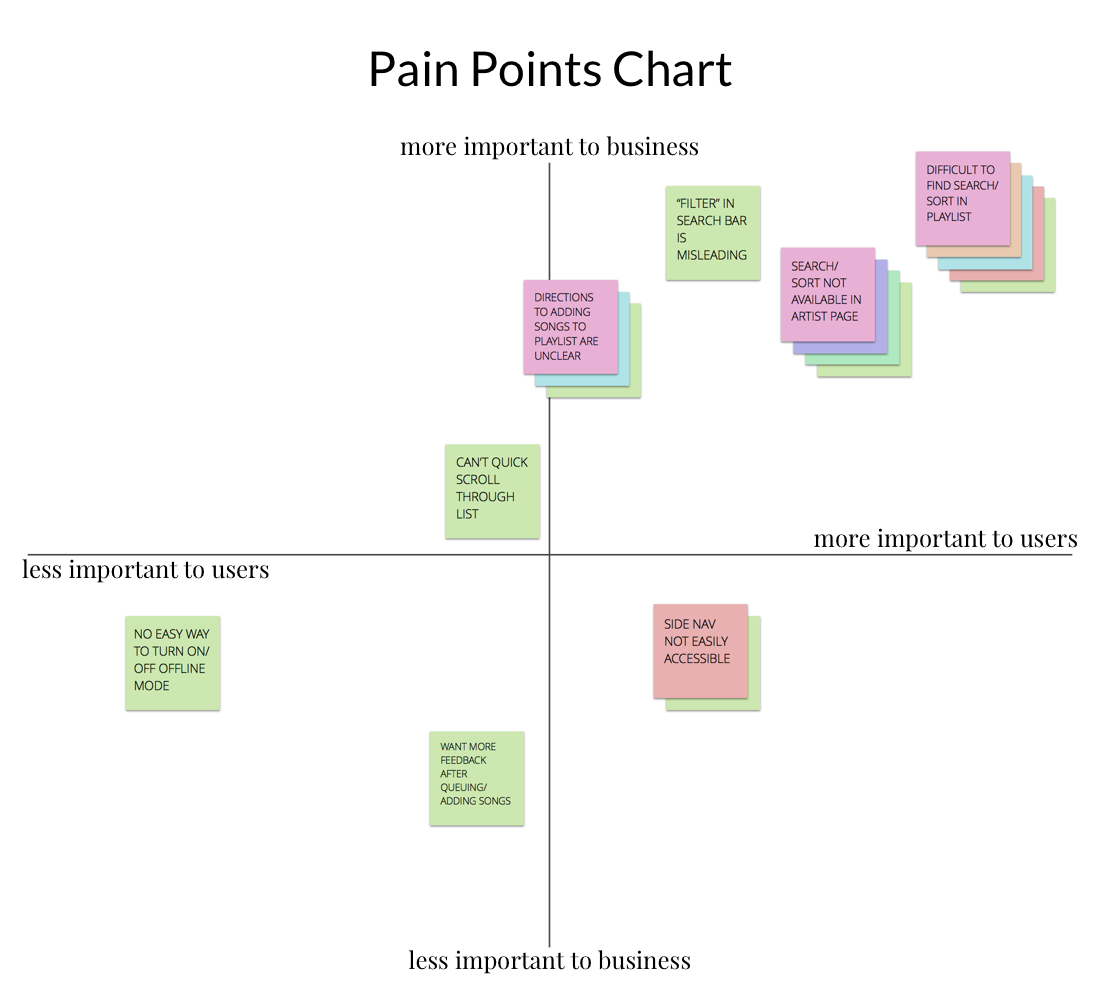 Pain Points Chart
more important to business
DIFFICULT TO
FIND SEARCH/
SORT IN
PLAYLIST
“FILTER” IN
SEARCH BAR
IS
MISLEADING
SEARCH/
SORT NOT
AVAILABLE IN
ARTIST PAGE
DIRECTIONS
TO ADDING
SONGS TO
PLAYLIST ARE
UNCLEAR
CAN'T QUICK
SCROLL
THROUGH
LIST
more important to users
less important to users
NO EASY WAY
TO TURN ON/
OFF OFFLINE
MODE
SIDE NAV
NOT EASILY
ACCESSIBLE
WANT MORE
FEEDBACK
AFTER
QUEUING/
ADDING SONGS
less important to business